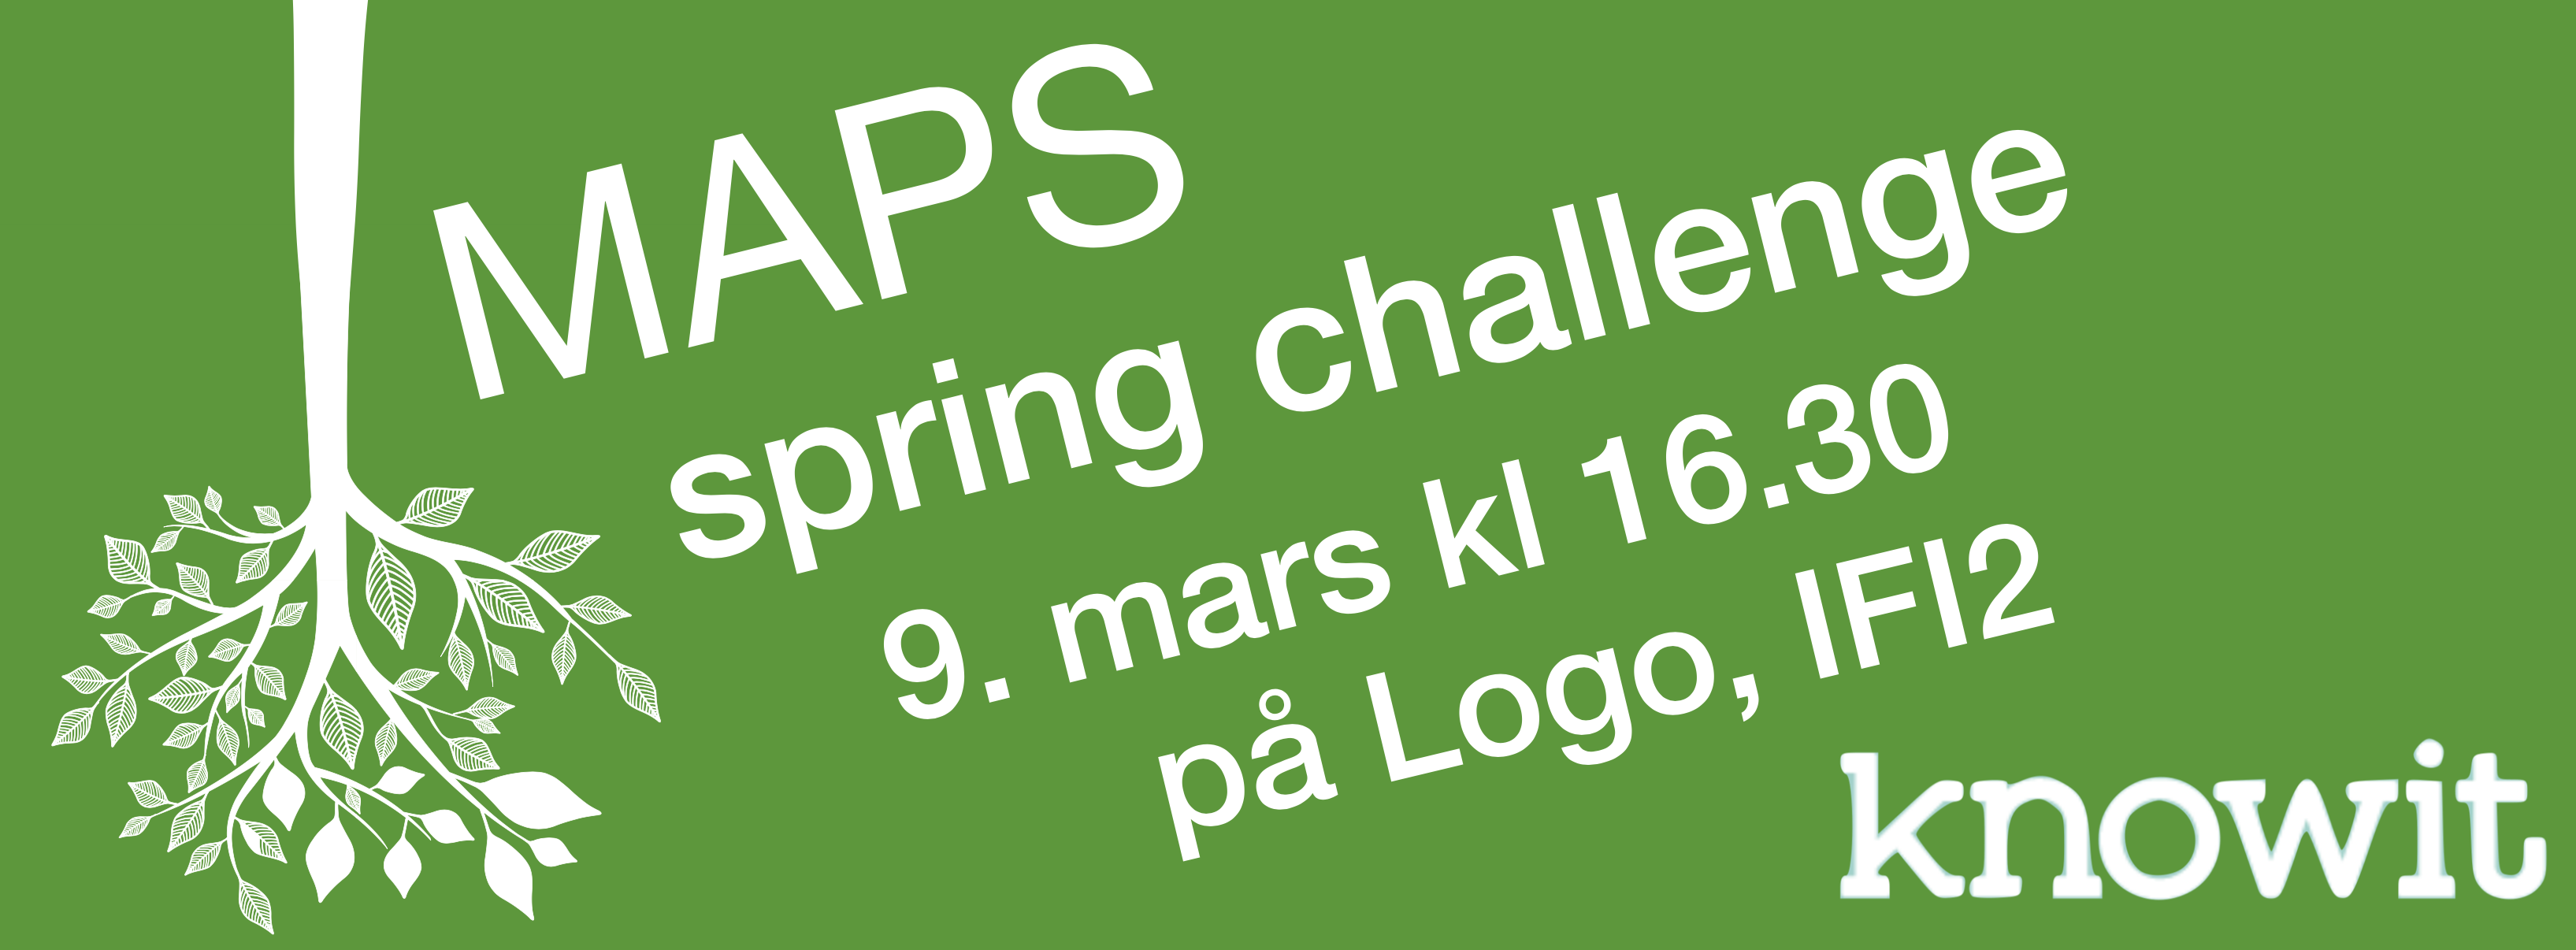 MAPS
spring challenge
9. mars kl 16.30
på Logo, IFI2
knowit